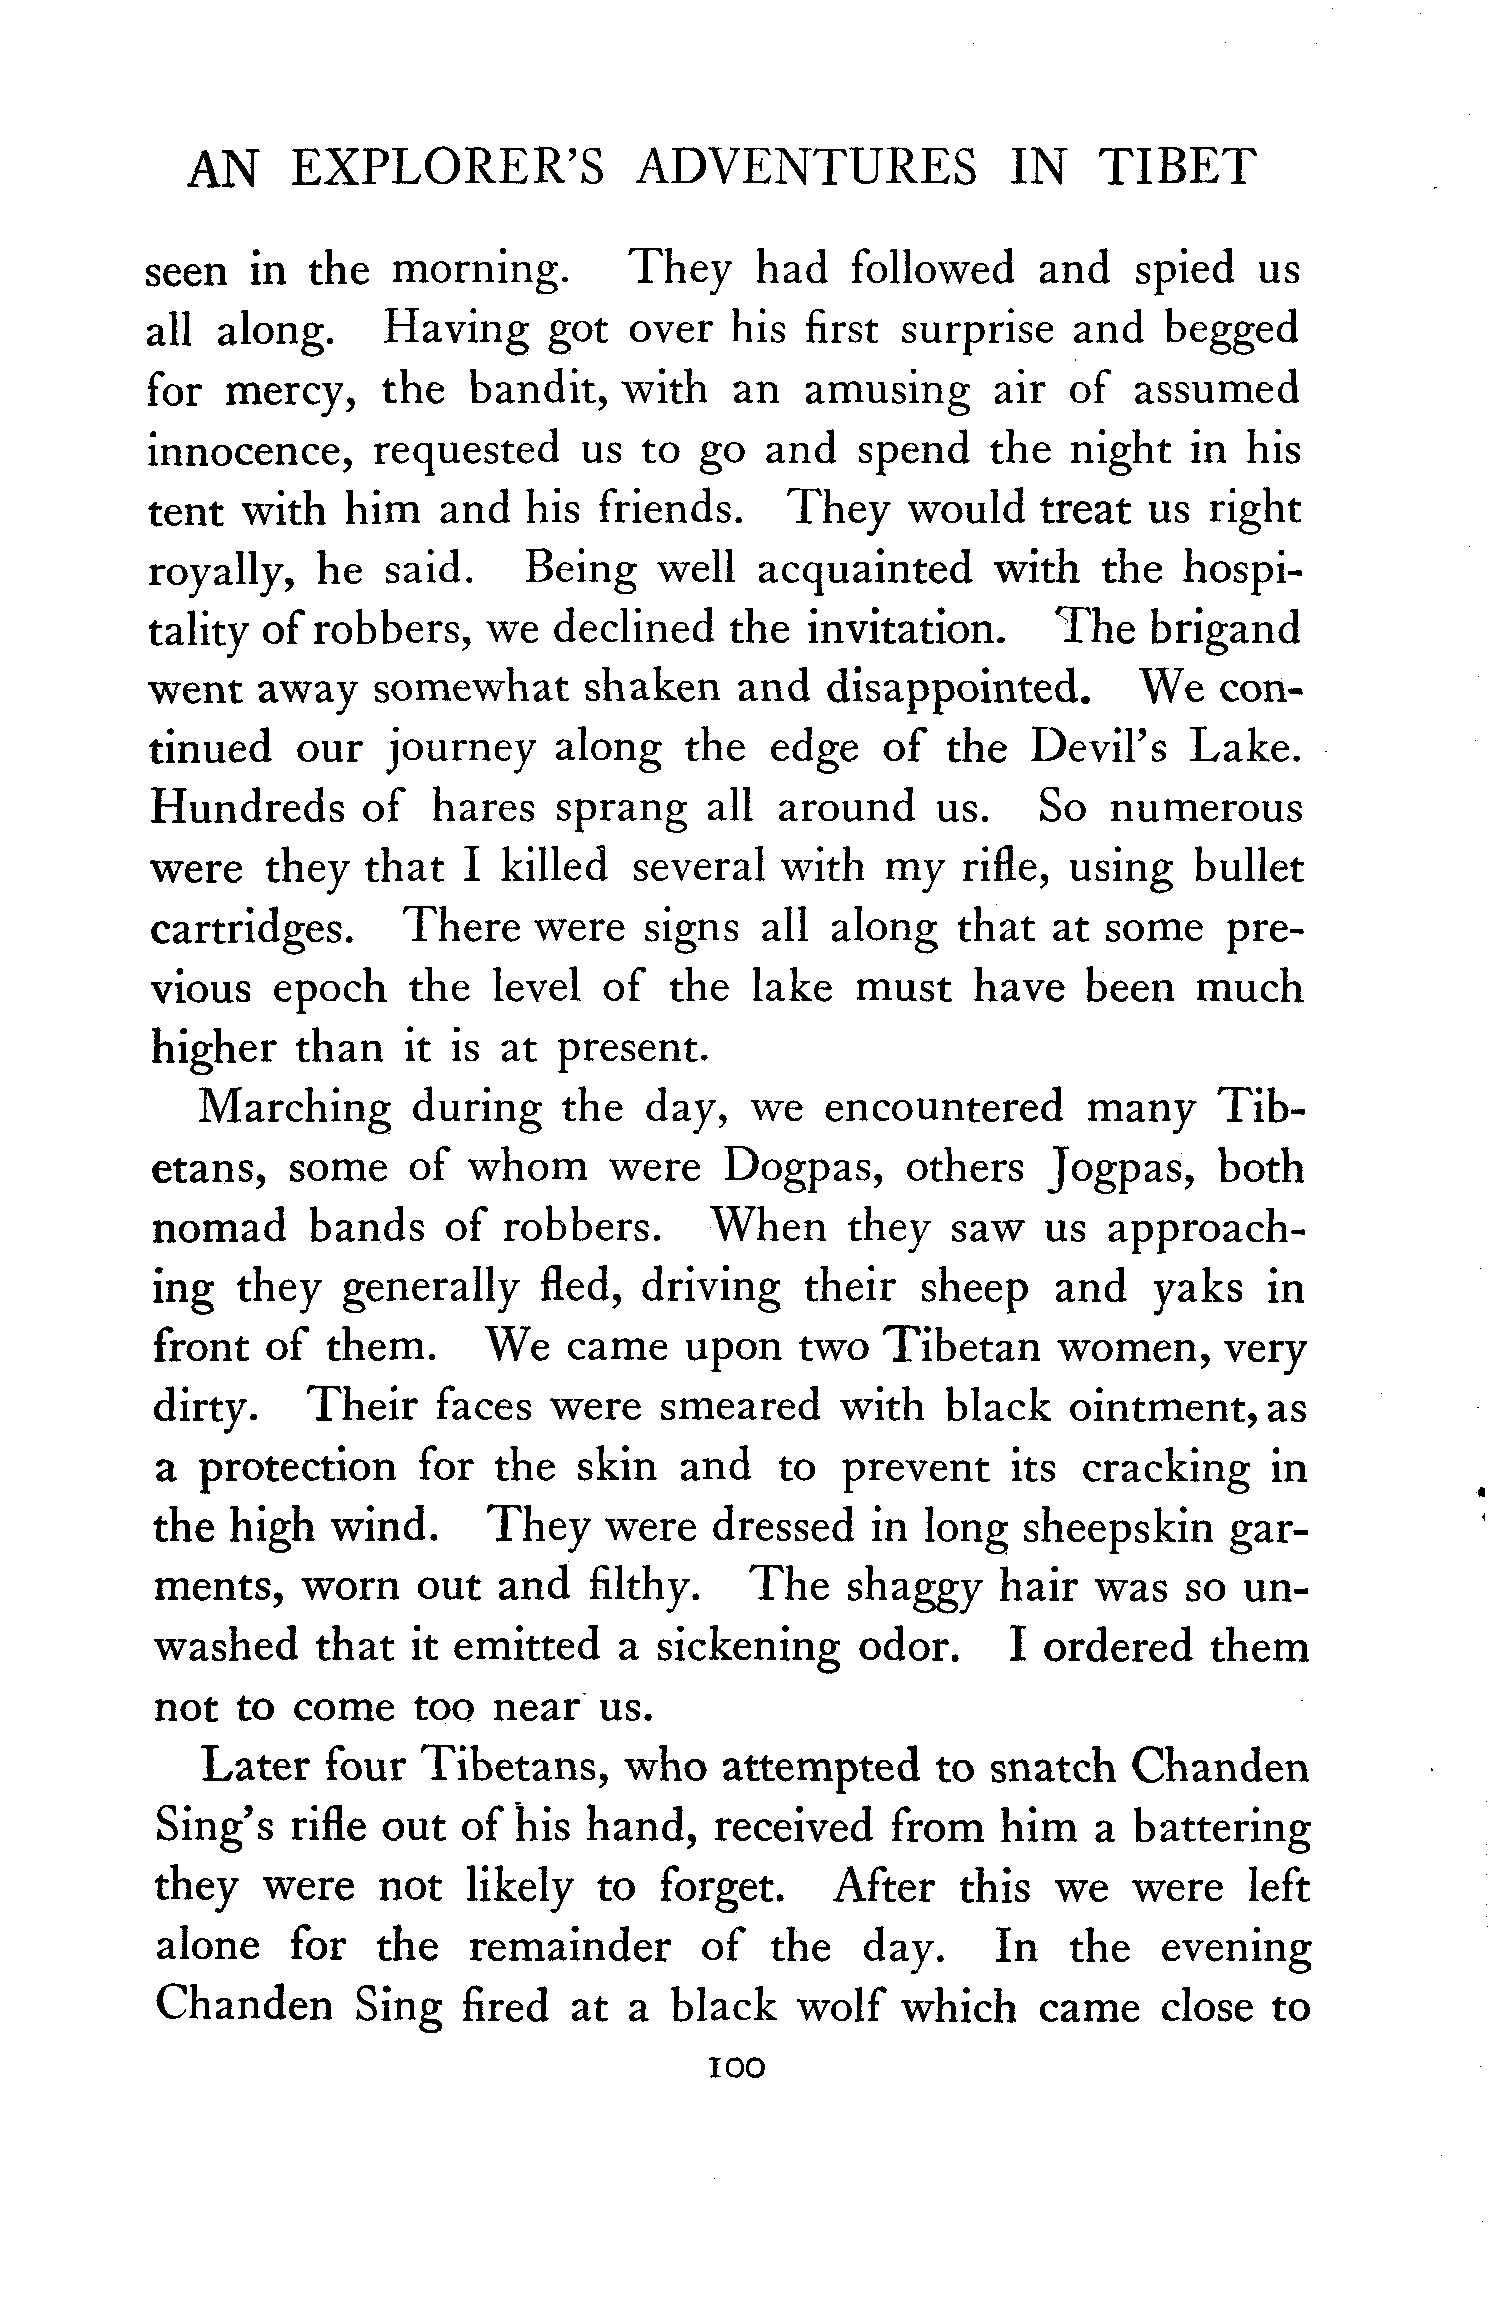 AN EXPLORER'S ADVENTURES IN TIBET
seen in the morning. They had followed and spied us
all along. Having got over his first surprise and begged
for mercy, the bandit, with an amusing air of assumed
innocence, requested us to go and spend the night in his
tent with him and his friends. They would treat us right
royally, he said. Being well acquainted with the hospi-
tality of robbers, we declined the invitation. The brigand
went away somewhat shaken and disappointed. We con-
tinued our journey along the edge of the Devil's Lake.
Hundreds of hares sprang all around us. So numerous
were they that I killed several with my rifle, using bullet
cartridges. There were signs all along that at some pre-
vious epoch the level of the lake must have been much
higher than it is at present.
Marching during the day, we encountered many Tib-
etans, some of whom were Dogpas, others Jogpas, both
nomad bands of robbers. When they saw us approach-
ing they generally fled, driving their sheep and yaks in
front of them. We came upon two Tibetan women, very
dirty. Their faces were smeared with black ointment, as
a protection for the skin and to prevent its cracking in
the high wind. They were dressed in long sheepskin gar-
ments, worn out and filthy. The shaggy hair was so un-
washed that it emitted a sickening odor. I ordered them
not to come too near us.
Later four Tibetans, who attempted to snatch Chanden
Sing's rifle out of his hand, received from him a battering
they were not likely to forget. After this we were left
alone for the remainder of the day. In the evening
Chanden Sing fired at a black wolf which came close to
100